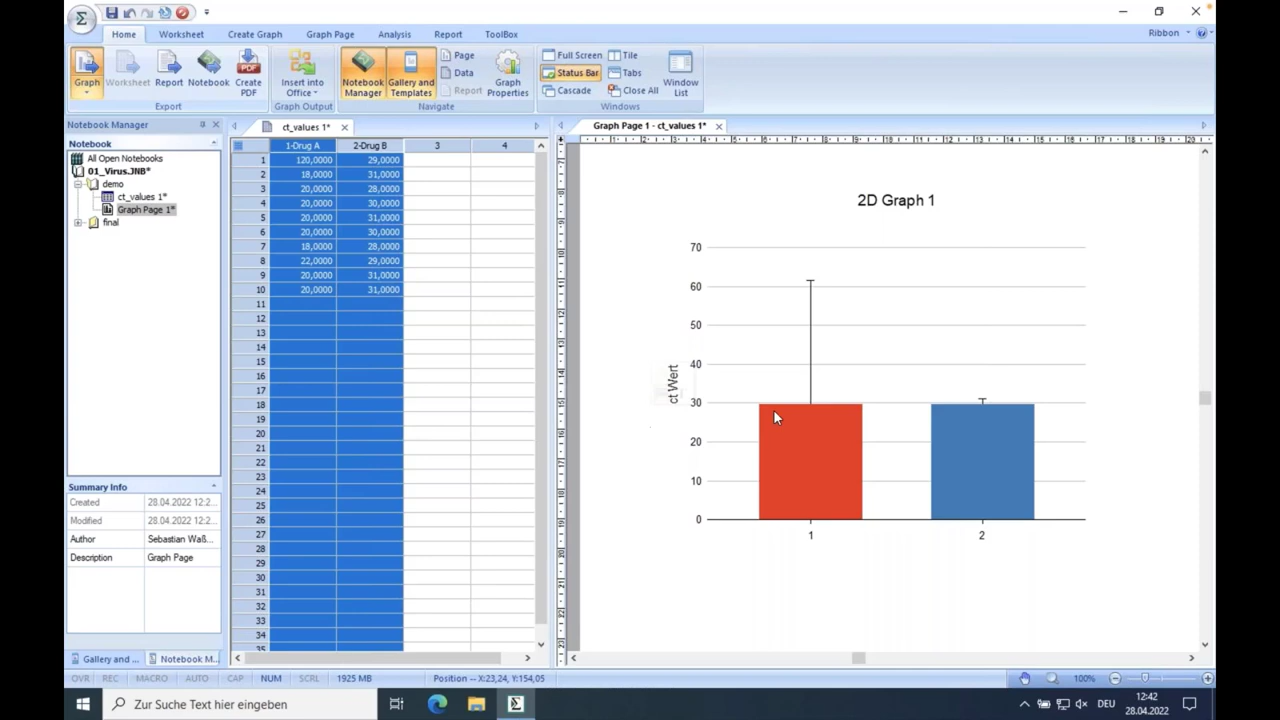 Σ
Home Worksheet Create Graph Graph Page Analysis Report ToolBox Ribbon
Graph Worksheet Report Notebook Create PDF
Export
Insert into Office
Graph Output
Notebook Manager Gallery and Templates
Page
Data
Report
Graph Properties
Navigate
Full Screen Tile
Status Bar Tabs
Cascade Close All
Window List
Windows
Notebook Manager
Notebook
All Open Notebooks
01_Virus.JNB*
demo
ct_values 1*
Graph Page 1*
final
Summary Info
Created 28.04.2022 12:2...
Modified 28.04.2022 12:2...
Author Sebastian Waß...
Description Graph Page
Gallery and ... Notebook M...
ct_values 1*
1-Drug A 2-Drug B 3 4
1 120,0000 29,0000
2 18,0000 31,0000
3 20,0000 28,0000
4 20,0000 30,0000
5 20,0000 31,0000
6 20,0000 30,0000
7 18,0000 28,0000
8 22,0000 29,0000
9 20,0000 31,0000
10 20,0000 31,0000
11
12
13
14
15
16
17
18
19
20
21
22
23
24
25
26
27
28
29
30
31
32
33
34
35
Graph Page 1 - ct_values 1*
2D Graph 1
ct Wert
70
60
50
40
30
20
10
0
1 2
OVR REC MACRO AUTO CAP NUM SCRL 1925 MB Position -- X:23,24, Y:154,05 100%
Zur Suche Text hier eingeben
DEU
12:42
28.04.2022